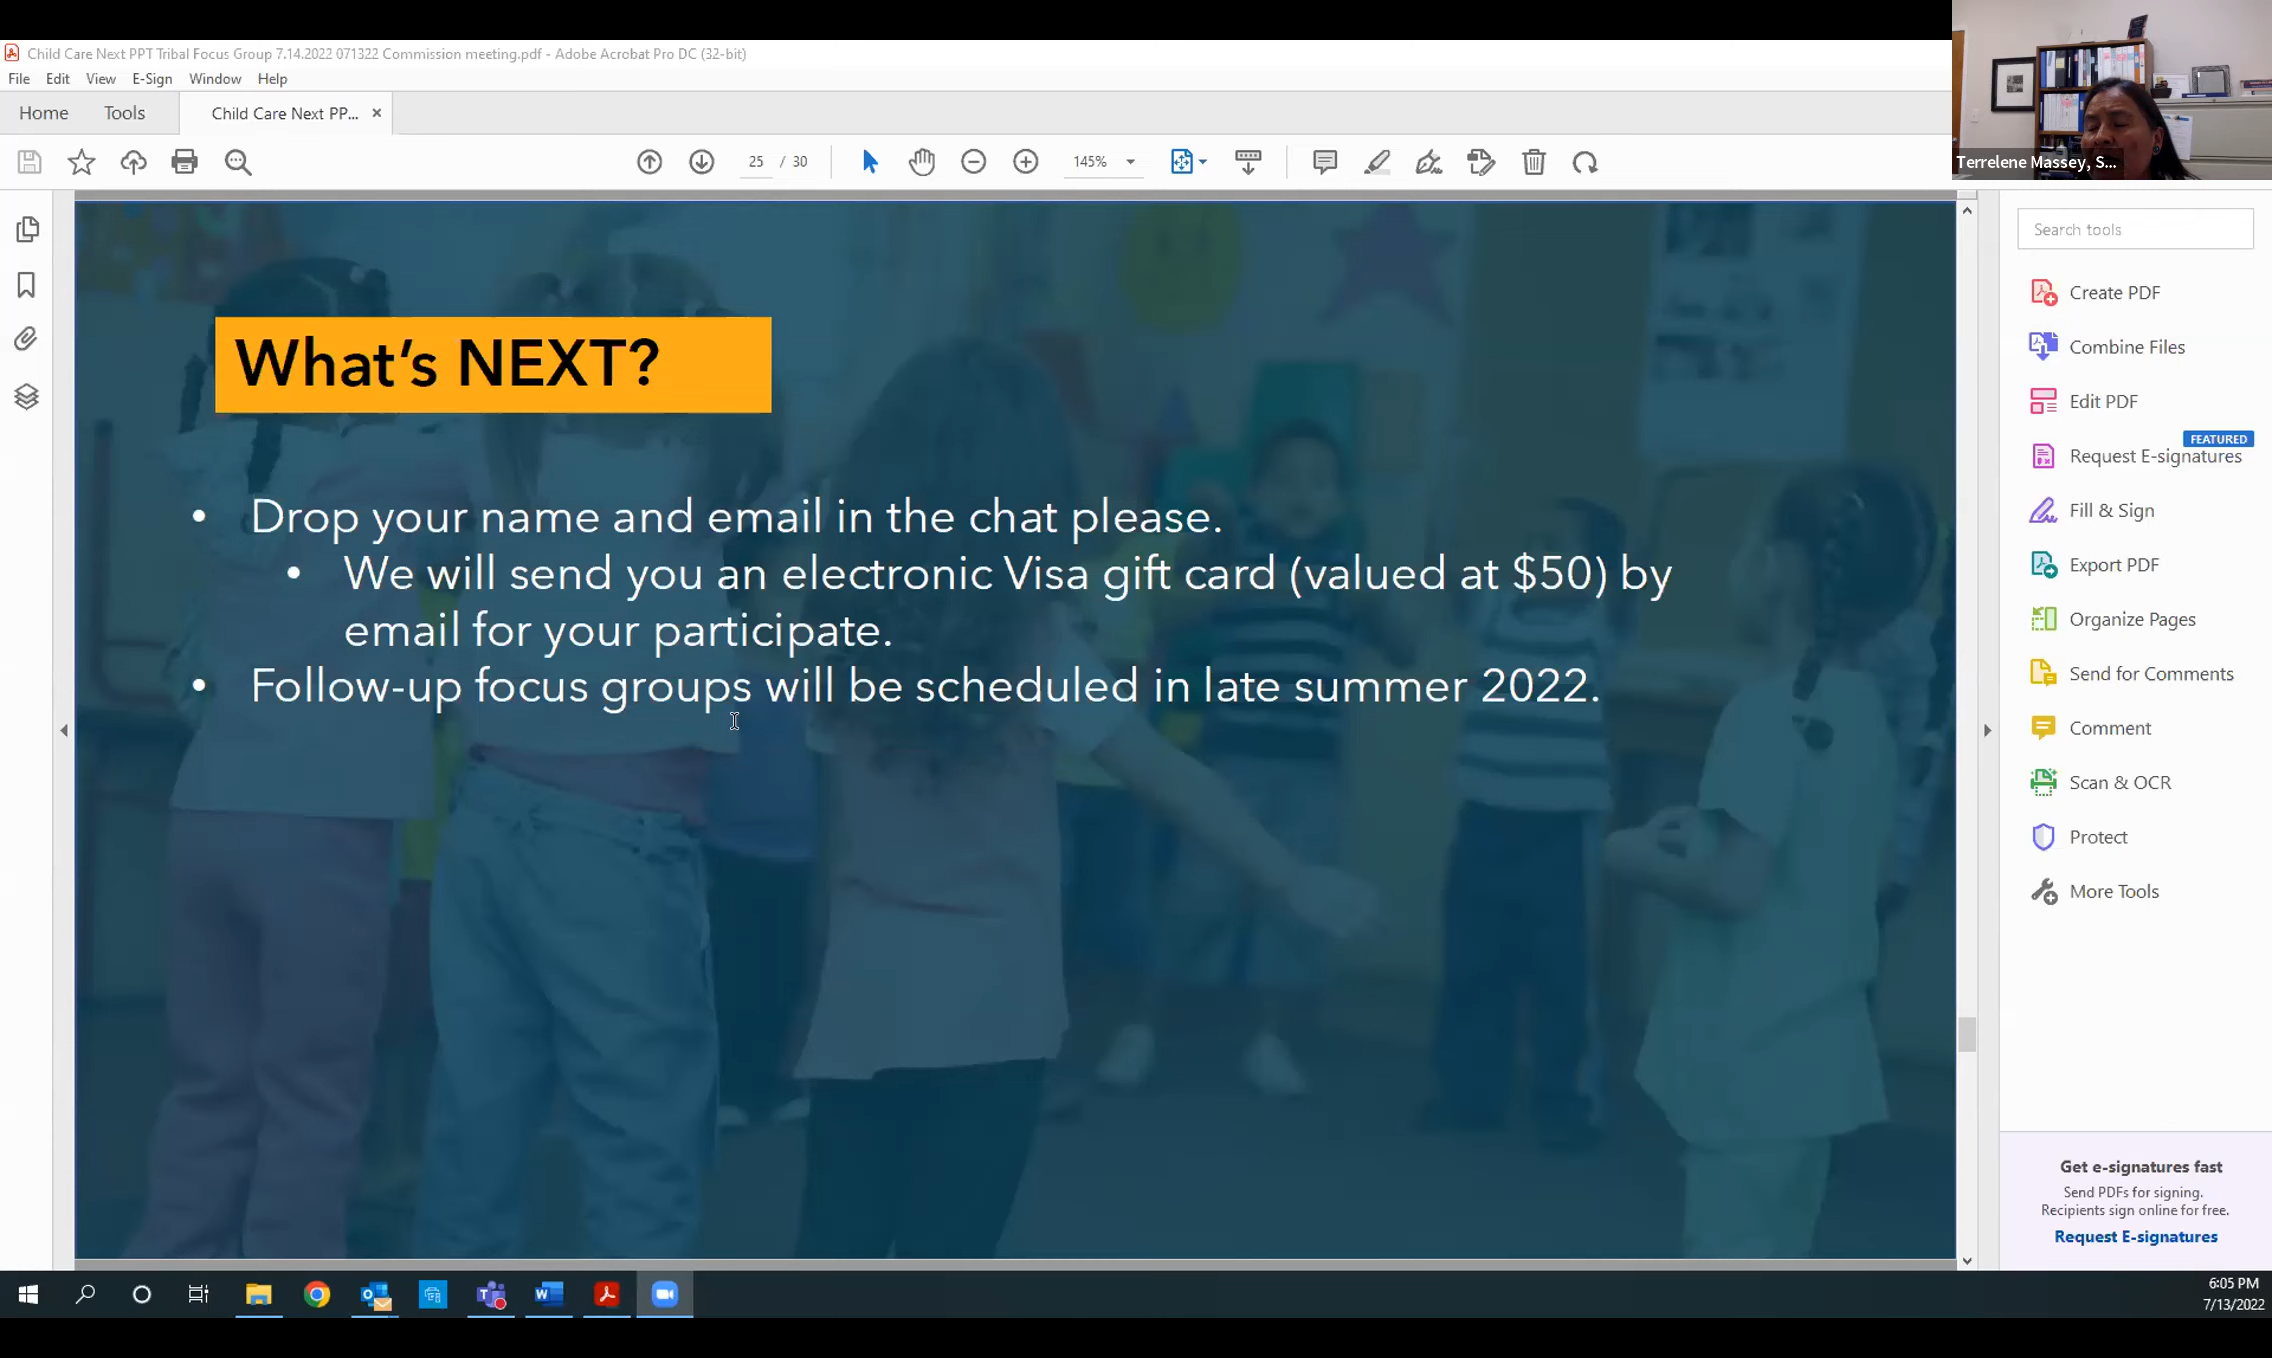 Child Care Next PPT Tribal Focus Group 7.14.2022 071322 Commission meeting.pdf - Adobe Acrobat Pro DC (32-bit)
File Edit View E-Sign Window Help
Home Tools Child Care Next PP... ×
25 / 30 145%
Terrelene Massey, S...
Search tools
Create PDF
Combine Files
Edit PDF
FEATURED
Request E-signatures
Fill & Sign
Export PDF
Organize Pages
Send for Comments
Comment
Scan & OCR
Protect
More Tools
Get e-signatures fast
Send PDFs for signing.
Recipients sign online for free.
Request E-signatures
What's NEXT?
• Drop your name and email in the chat please.
• We will send you an electronic Visa gift card (valued at $50) by
email for your participate.
• Follow-up focus groups will be scheduled in late summer 2022.
6:05 PM
7/13/2022